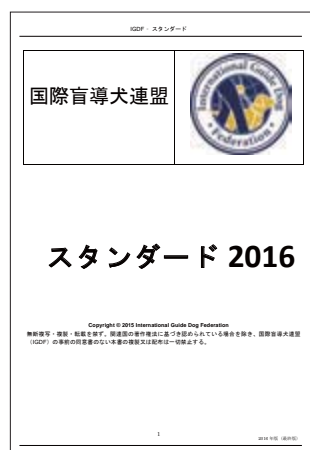 IGDF - スタンダード
国際盲導犬連盟
International Guide Dog
Federation
スタンダード 2016
Copyright © 2015 International Guide Dog Federation
無断複写・複製・転載を禁ず。関連国の著作権法に基づき認められている場合を除き、国際盲導犬連盟
(IGDF)の事前の同意書のない本書の複製又は配布は一切禁止する。
1
2016 年版(最終版)